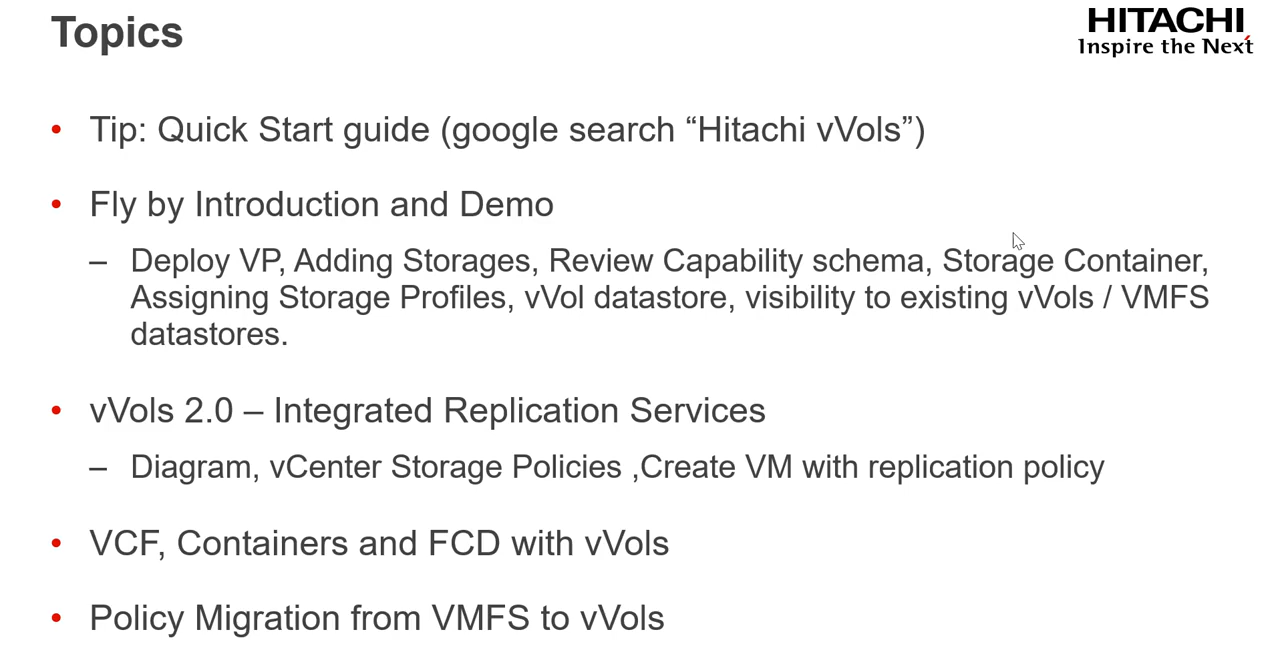 Topics
HITACHI
Inspire the Next
• Tip: Quick Start guide (google search “Hitachi vVols”)
• Fly by Introduction and Demo
– Deploy VP, Adding Storages, Review Capability schema, Storage Container,
Assigning Storage Profiles, vVol datastore, visibility to existing vVols / VMFS
datastores.
• vVols 2.0 – Integrated Replication Services
– Diagram, vCenter Storage Policies ,Create VM with replication policy
• VCF, Containers and FCD with vVols
• Policy Migration from VMFS to vVols